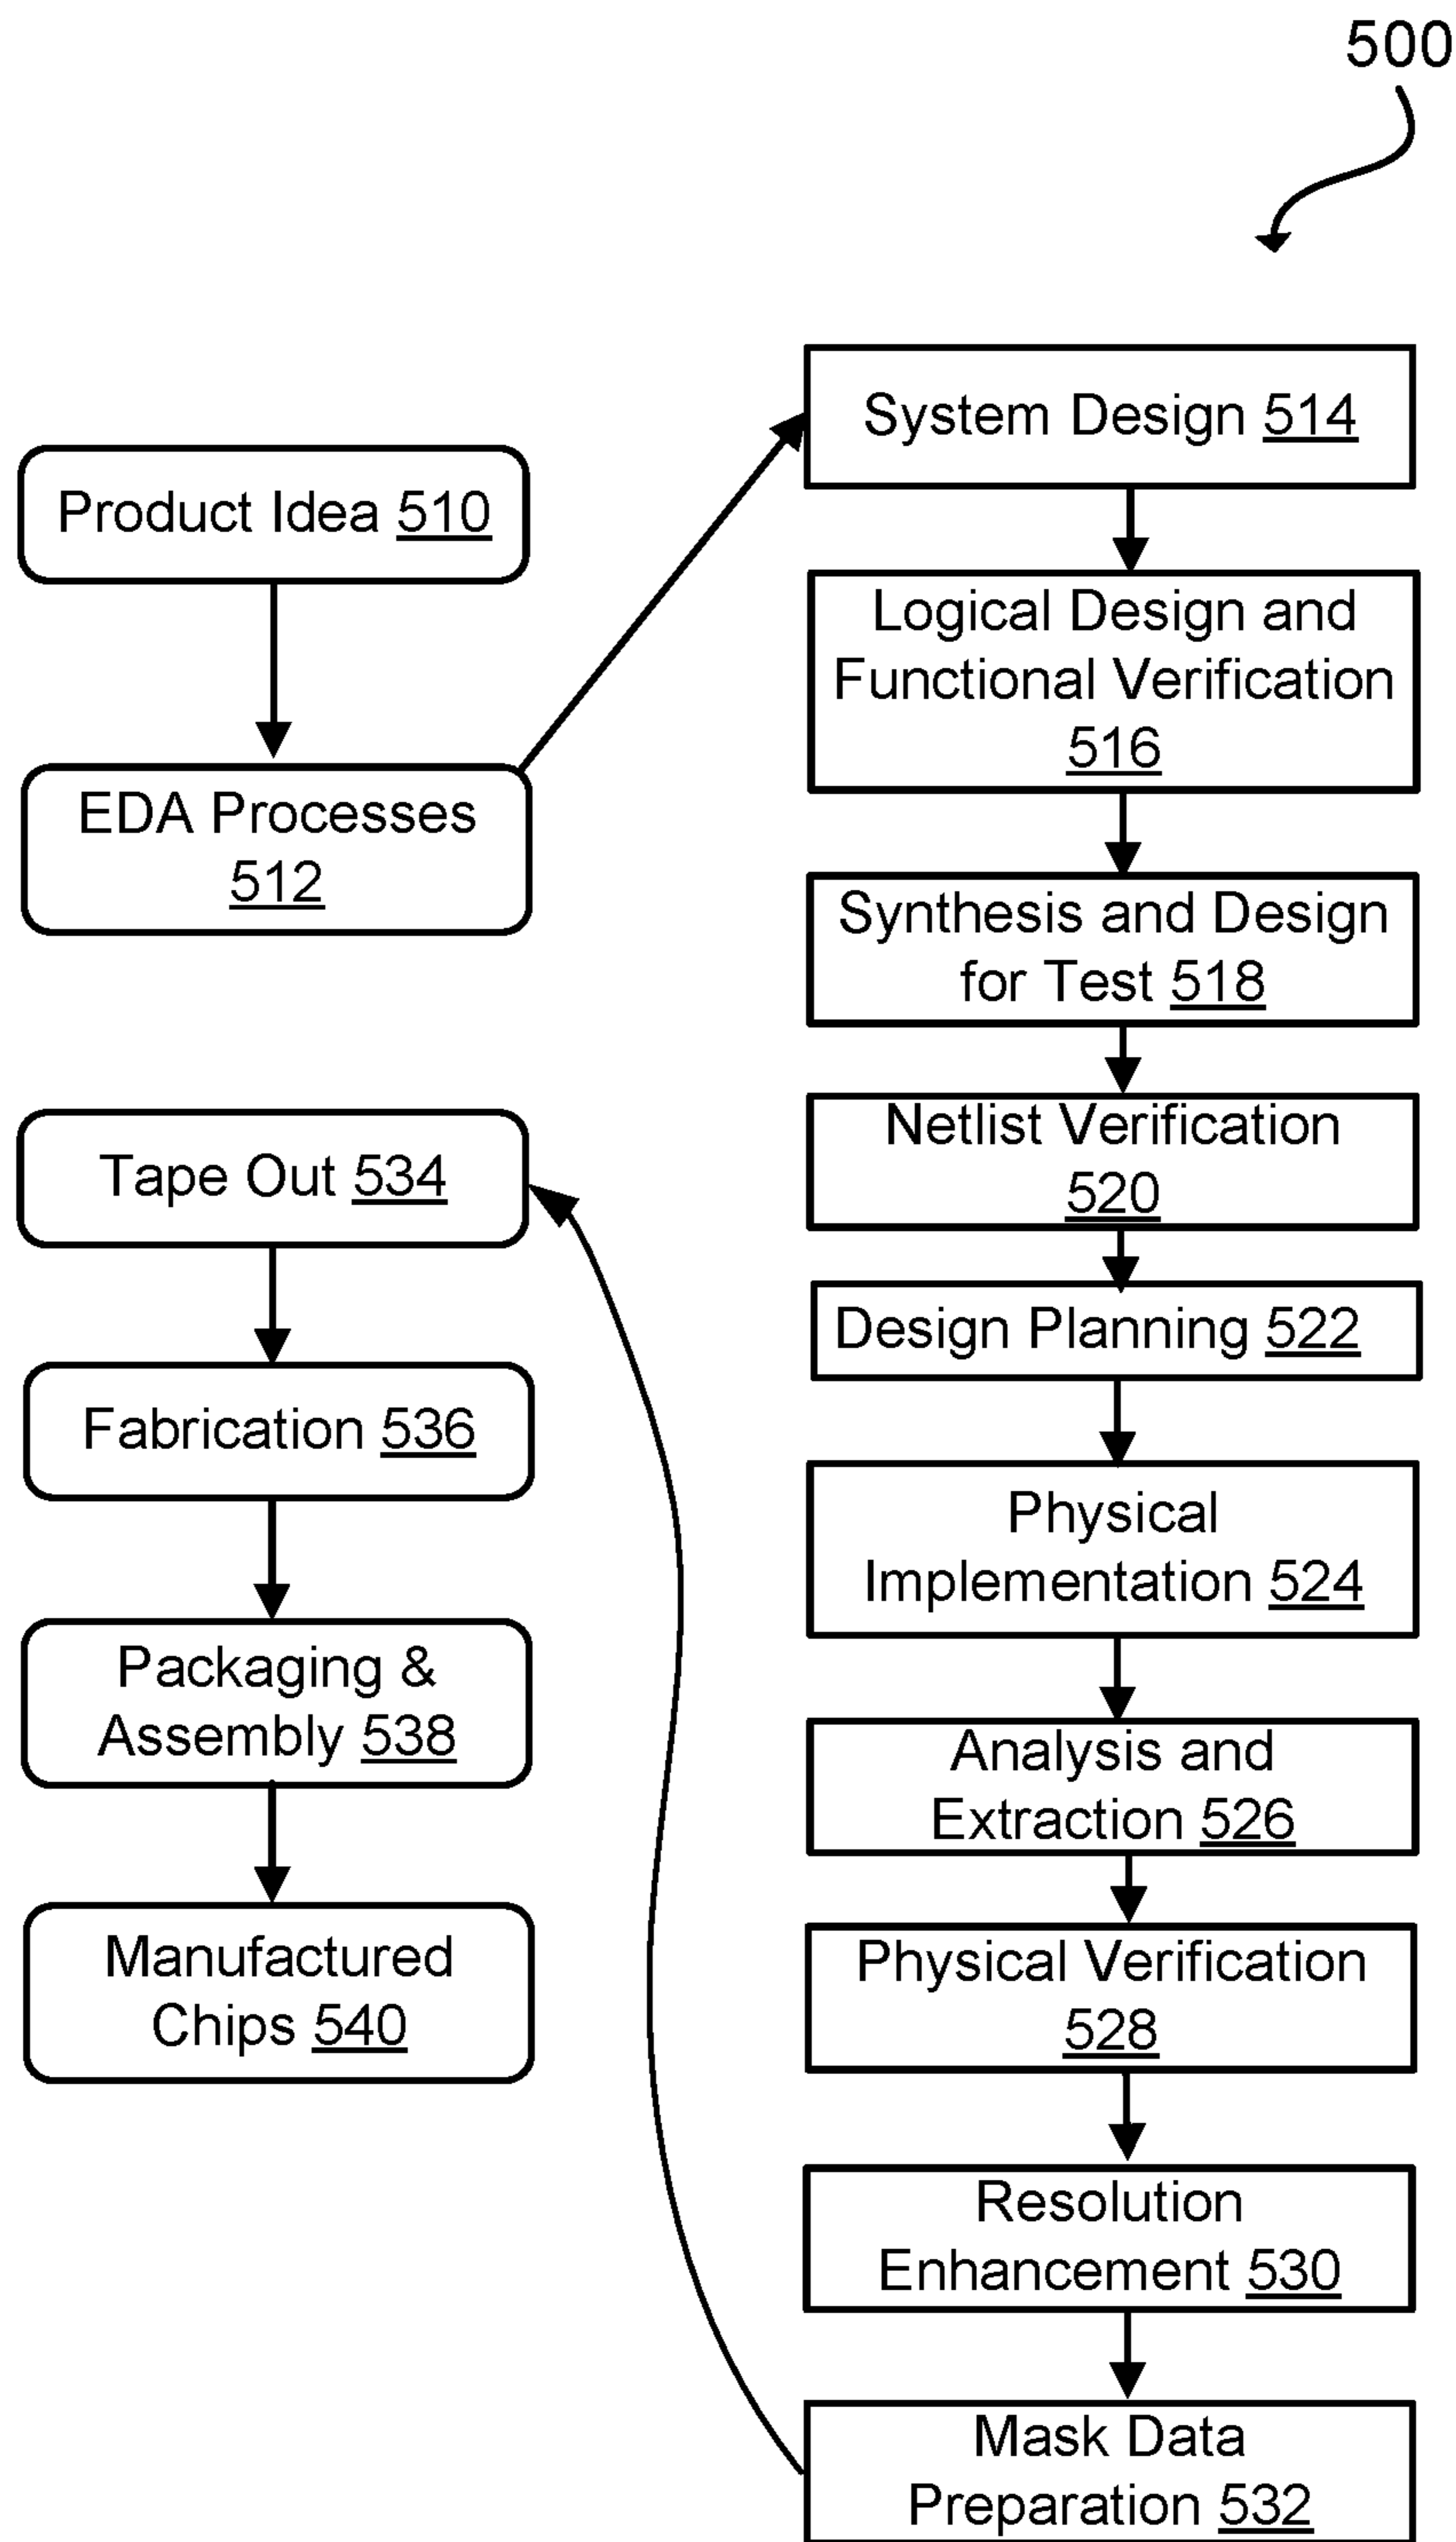 500
Product Idea 510
EDA Processes
512
System Design 514
Logical Design and
Functional Verification
516
Synthesis and Design
for Test 518
Netlist Verification
520
Design Planning 522
Physical
Implementation 524
Analysis and
Extraction 526
Physical Verification
528
Resolution
Enhancement 530
Mask Data
Preparation 532
Tape Out 534
Fabrication 536
Packaging &
Assembly 538
Manufactured
Chips 540